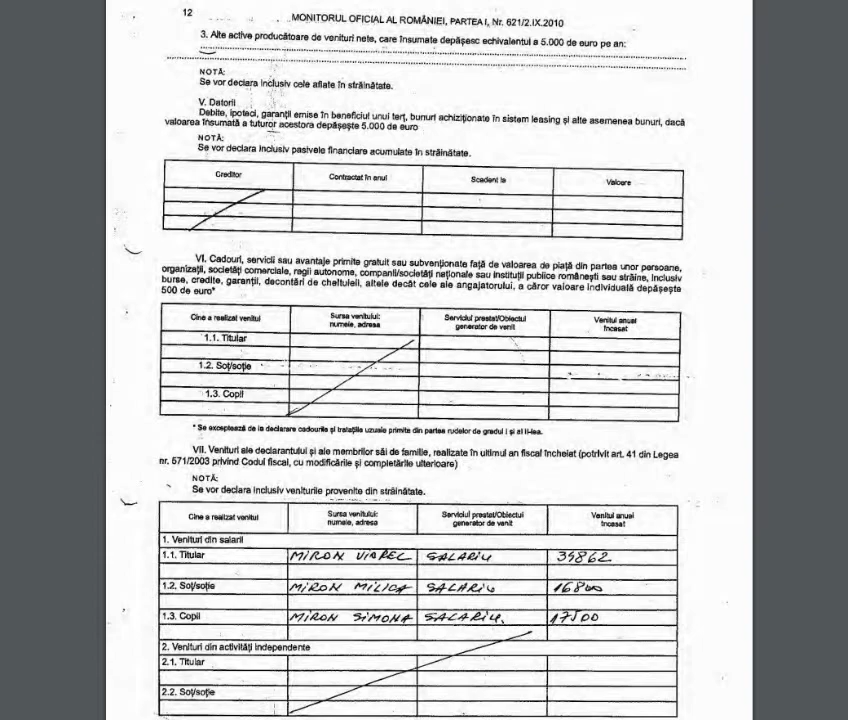 12
MONITORUL OFICIAL AL ROMÂNIEI, PARTEA I, Nr. 621/2.IX.2010
3. Alte active producătoare de venituri nete, care însumate depășesc echivalentul a 5.000 de euro pe an:
NOTĂ:
Se vor declara inclusiv cele aflate în străinătate.
V. Datorii
Debite, ipoteci, garanții emise în beneficiul unui terț, bunuri achiziționate în sistem leasing și alte asemenea bunuri, dacă
valoarea însumată a tuturor acestora depășește 5.000 de euro
NOTĂ:
Se vor declara inclusiv pasivele financiare acumulate în străinătate.
Creditor Contractat în anul Scadent la Valoare
VI. Cadouri, servicii sau avantaje primite gratuit sau subvenționate față de valoarea de piață din partea unor persoane,
organizații, societăți comerciale, regii autonome, companii/societăți naționale sau instituții publice românești sau străine, inclusiv
burse, credite, garanții, decontări de cheltuieli, altele decât cele ale angajatorului, a căror valoare individuală depășește
500 de euro*
Cine a realizat venitul Sursa venitului: numele, adresa Serviciul prestat/Obiectul generator de venit Venitul anual încasat
1.1. Titular
1.2. Soț/soție
1.3. Copii
* Se exceptează de la declarare cadourile și tratațiile uzuale primite din partea rudelor de gradul I și al II-lea.
VII. Venituri ale declarantului și ale membrilor săi de familie, realizate în ultimul an fiscal încheiat (potrivit art. 41 din Legea
nr. 571/2003 privind Codul fiscal, cu modificările și completările ulterioare)
NOTĂ:
Se vor declara inclusiv veniturile provenite din străinătate.
Cine a realizat venitul Sursa venitului: numele, adresa Serviciul prestat/Obiectul generator de venit Venitul anual încasat
1. Venituri din salarii
1.1. Titular MIRON VIOREL SALARIU 39862
1.2. Soț/soție MIRON MILICA SALARIU 16800
1.3. Copii MIRON SIMONA SALARIU. 17500
2. Venituri din activități independente
2.1. Titular
2.2. Soț/soție